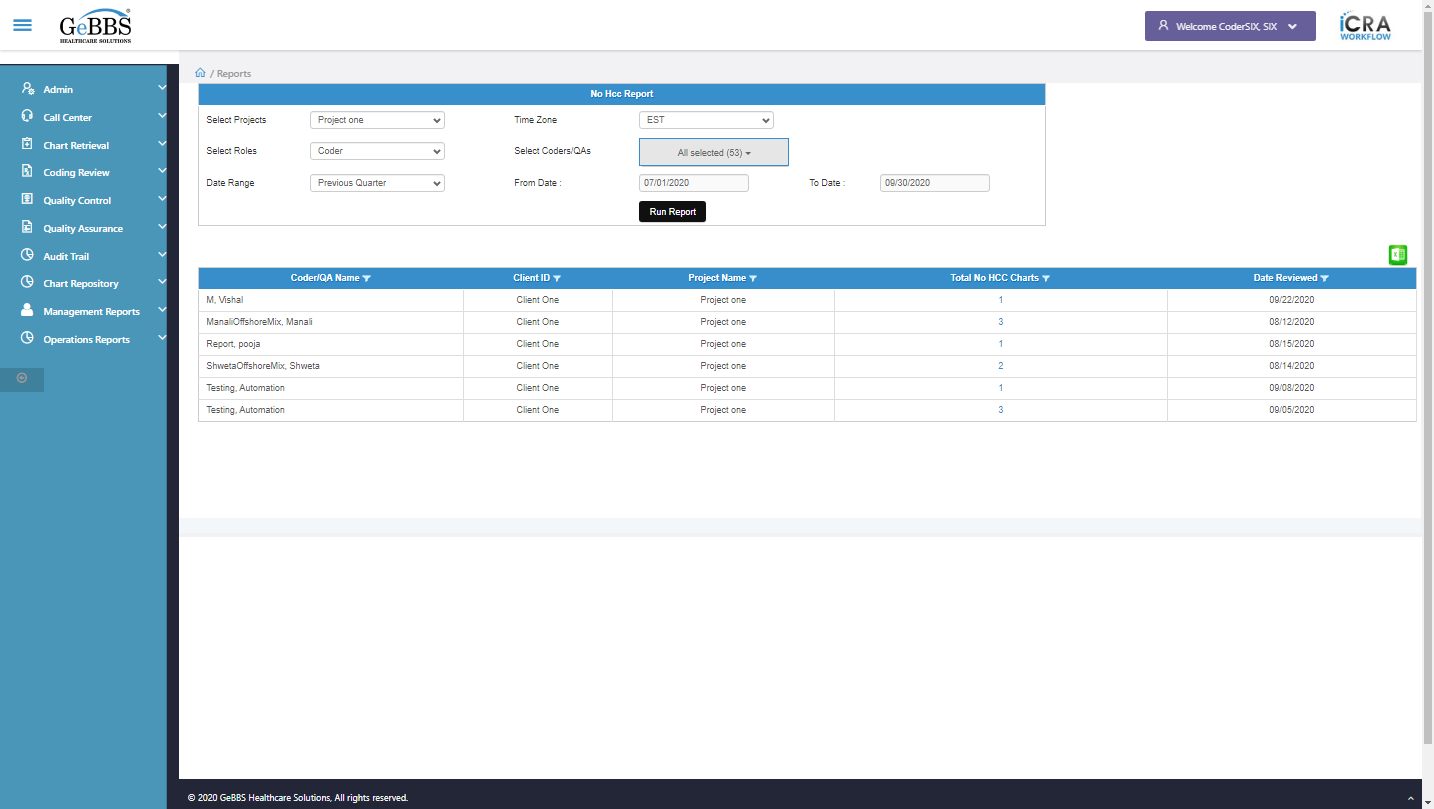 GeBBS
HEALTHCARE SOLUTIONS
Welcome CoderSIX, SIX
iCRA
WORKFLOW
Admin
Call Center
Chart Retrieval
Coding Review
Quality Control
Quality Assurance
Audit Trail
Chart Repository
Management Reports
Operations Reports
/ Reports
No Hcc Report
Select Projects Project one Time Zone EST
Select Roles Coder Select Coders/QAs All selected (53)
Date Range Previous Quarter From Date : 07/01/2020 To Date : 09/30/2020
Run Report
Coder/QA Name Client ID Project Name Total No HCC Charts Date Reviewed
M, Vishal Client One Project one 1 09/22/2020
ManaliOffshoreMix, Manali Client One Project one 3 08/12/2020
Report, pooja Client One Project one 1 08/15/2020
ShwetaOffshoreMix, Shweta Client One Project one 2 08/14/2020
Testing, Automation Client One Project one 1 09/08/2020
Testing, Automation Client One Project one 3 09/05/2020
© 2020 GeBBS Healthcare Solutions, All rights reserved.